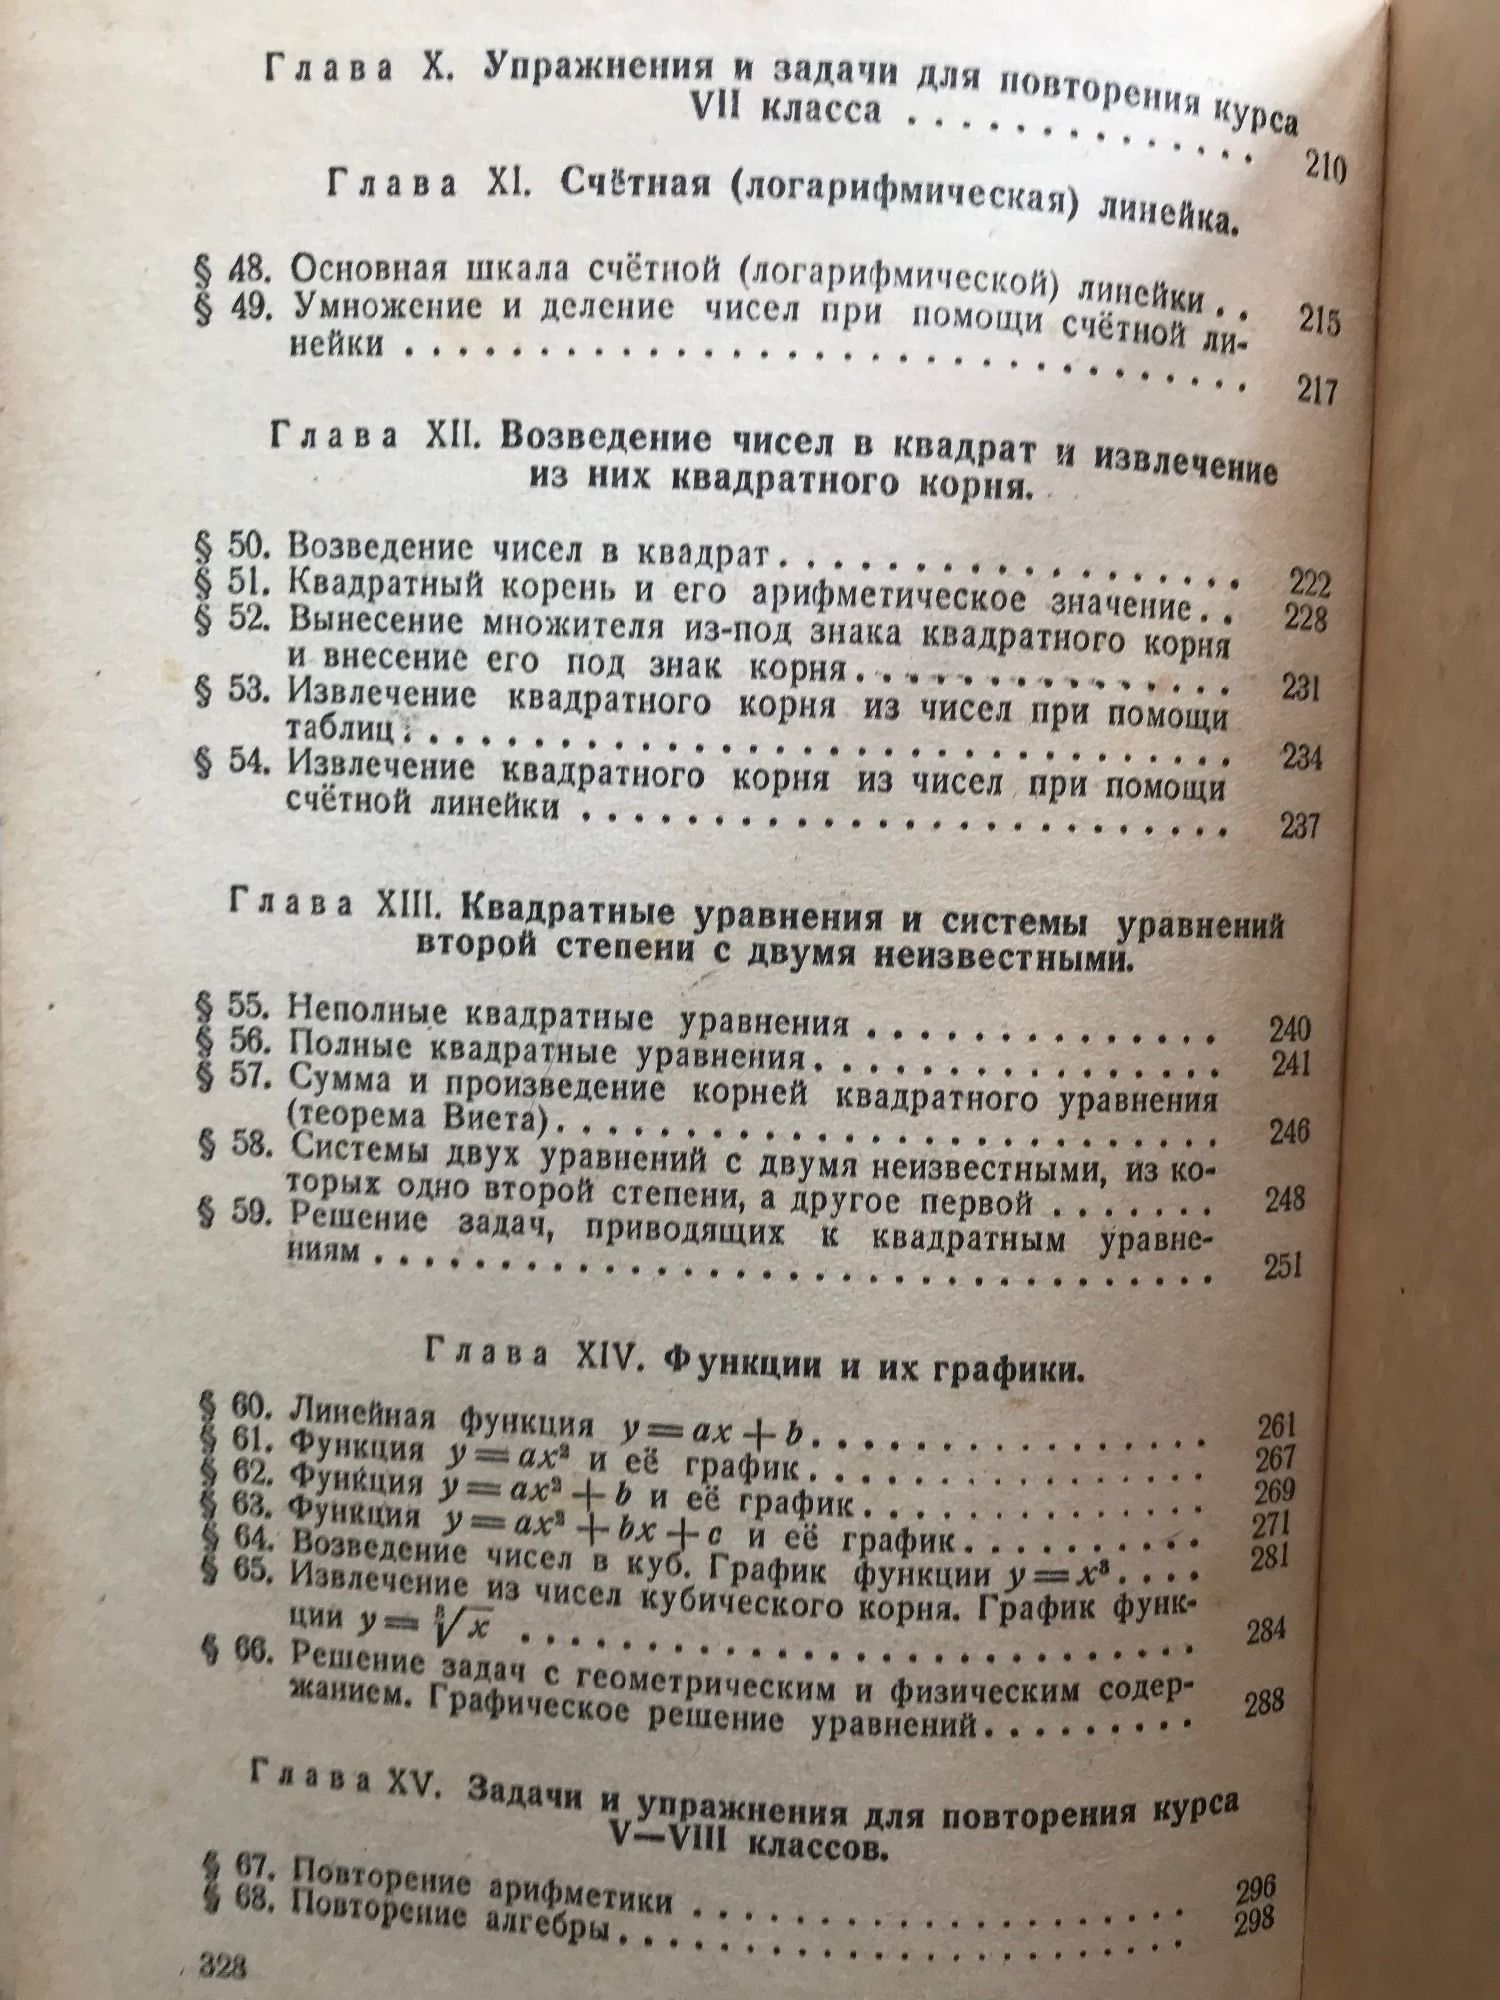 Глава X. Упражнения и задачи для повторения курса
VII класса . . . . . . . . . . . . . 210
Глава XI. Счётная (логарифмическая) линейка.
§ 48. Основная шкала счётной (логарифмической) линейки . . 215
§ 49. Умножение и деление чисел при помощи счётной ли-
нейки . . . . . . . . . . . . . . . . . . . . . . . . . . . . . . . . 217
Глава XII. Возведение чисел в квадрат и извлечение
из них квадратного корня.
§ 50. Возведение чисел в квадрат . . . . . . . . . . . . . . . . . . 222
§ 51. Квадратный корень и его арифметическое значение . . 228
§ 52. Вынесение множителя из-под знака квадратного корня
и внесение его под знак корня . . . . . . . . . . . . . . . 231
§ 53. Извлечение квадратного корня из чисел при помощи
таблиц . . . . . . . . . . . . . . . . . . . . . . . . . . . . . . . . 234
§ 54. Извлечение квадратного корня из чисел при помощи
счётной линейки . . . . . . . . . . . . . . . . . . . . . . . . . 237
Глава XIII. Квадратные уравнения и системы уравнений
второй степени с двумя неизвестными.
§ 55. Неполные квадратные уравнения . . . . . . . . . . . . . . 240
§ 56. Полные квадратные уравнения . . . . . . . . . . . . . . . . 241
§ 57. Сумма и произведение корней квадратного уравнения
(теорема Виета) . . . . . . . . . . . . . . . . . . . . . . . . . . 246
§ 58. Системы двух уравнений с двумя неизвестными, из ко-
торых одно второй степени, а другое первой . . . . . . . 248
§ 59. Решение задач, приводящих к квадратным уравне-
ниям . . . . . . . . . . . . . . . . . . . . . . . . . . . . . . . . . 251
Глава XIV. Функции и их графики.
§ 60. Линейная функция y = ax + b . . . . . . . . . . . . . . . . 261
§ 61. Функция y = ax² и её график . . . . . . . . . . . . . . . . 267
§ 62. Функция y = ax² + b и её график . . . . . . . . . . . . . . 269
§ 63. Функция y = ax² + bx + c и её график . . . . . . . . . . 271
§ 64. Возведение чисел в куб. График функции y = x³ . . . . 281
§ 65. Извлечение из чисел кубического корня. График функ-
ции y = ∛x . . . . . . . . . . . . . . . . . . . . . . . . . . . 284
§ 66. Решение задач с геометрическим и физическим содер-
жанием. Графическое решение уравнений . . . . . . . . . 288
Глава XV. Задачи и упражнения для повторения курса
V—VIII классов.
§ 67. Повторение арифметики . . . . . . . . . . . . . . . . . . . 296
§ 68. Повторение алгебры . . . . . . . . . . . . . . . . . . . . . . 298
328